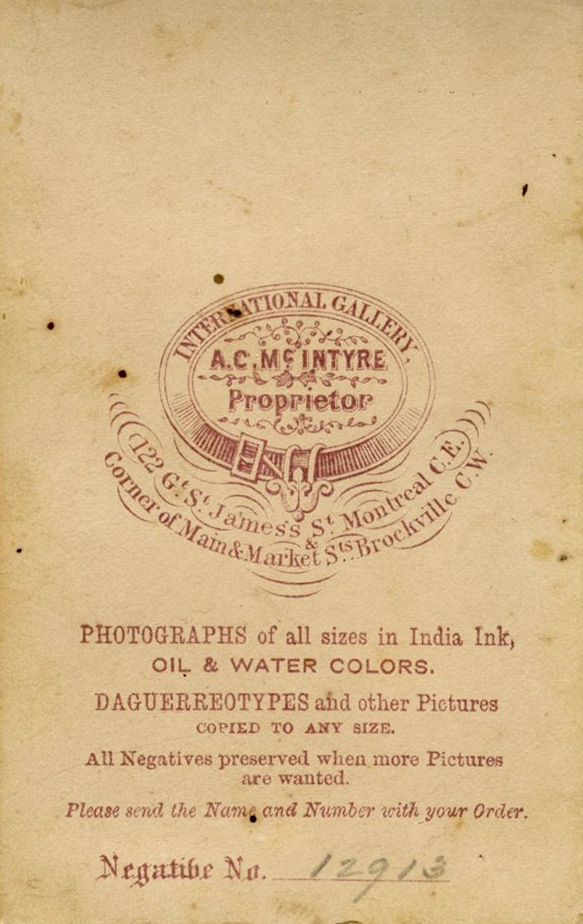 INTERNATIONAL GALLERY.
A.C. McINTYRE
Proprietor
122 Gt. St. James's St. Montreal C.E.
&
Corner of Main & Market Sts. Brockville C.W.
PHOTOGRAPHS of all sizes in India Ink,
OIL & WATER COLORS.
DAGUERREOTYPES and other Pictures
COPIED TO ANY SIZE.
All Negatives preserved when more Pictures
are wanted.
Please send the Name and Number with your Order.
Negative No. 12913